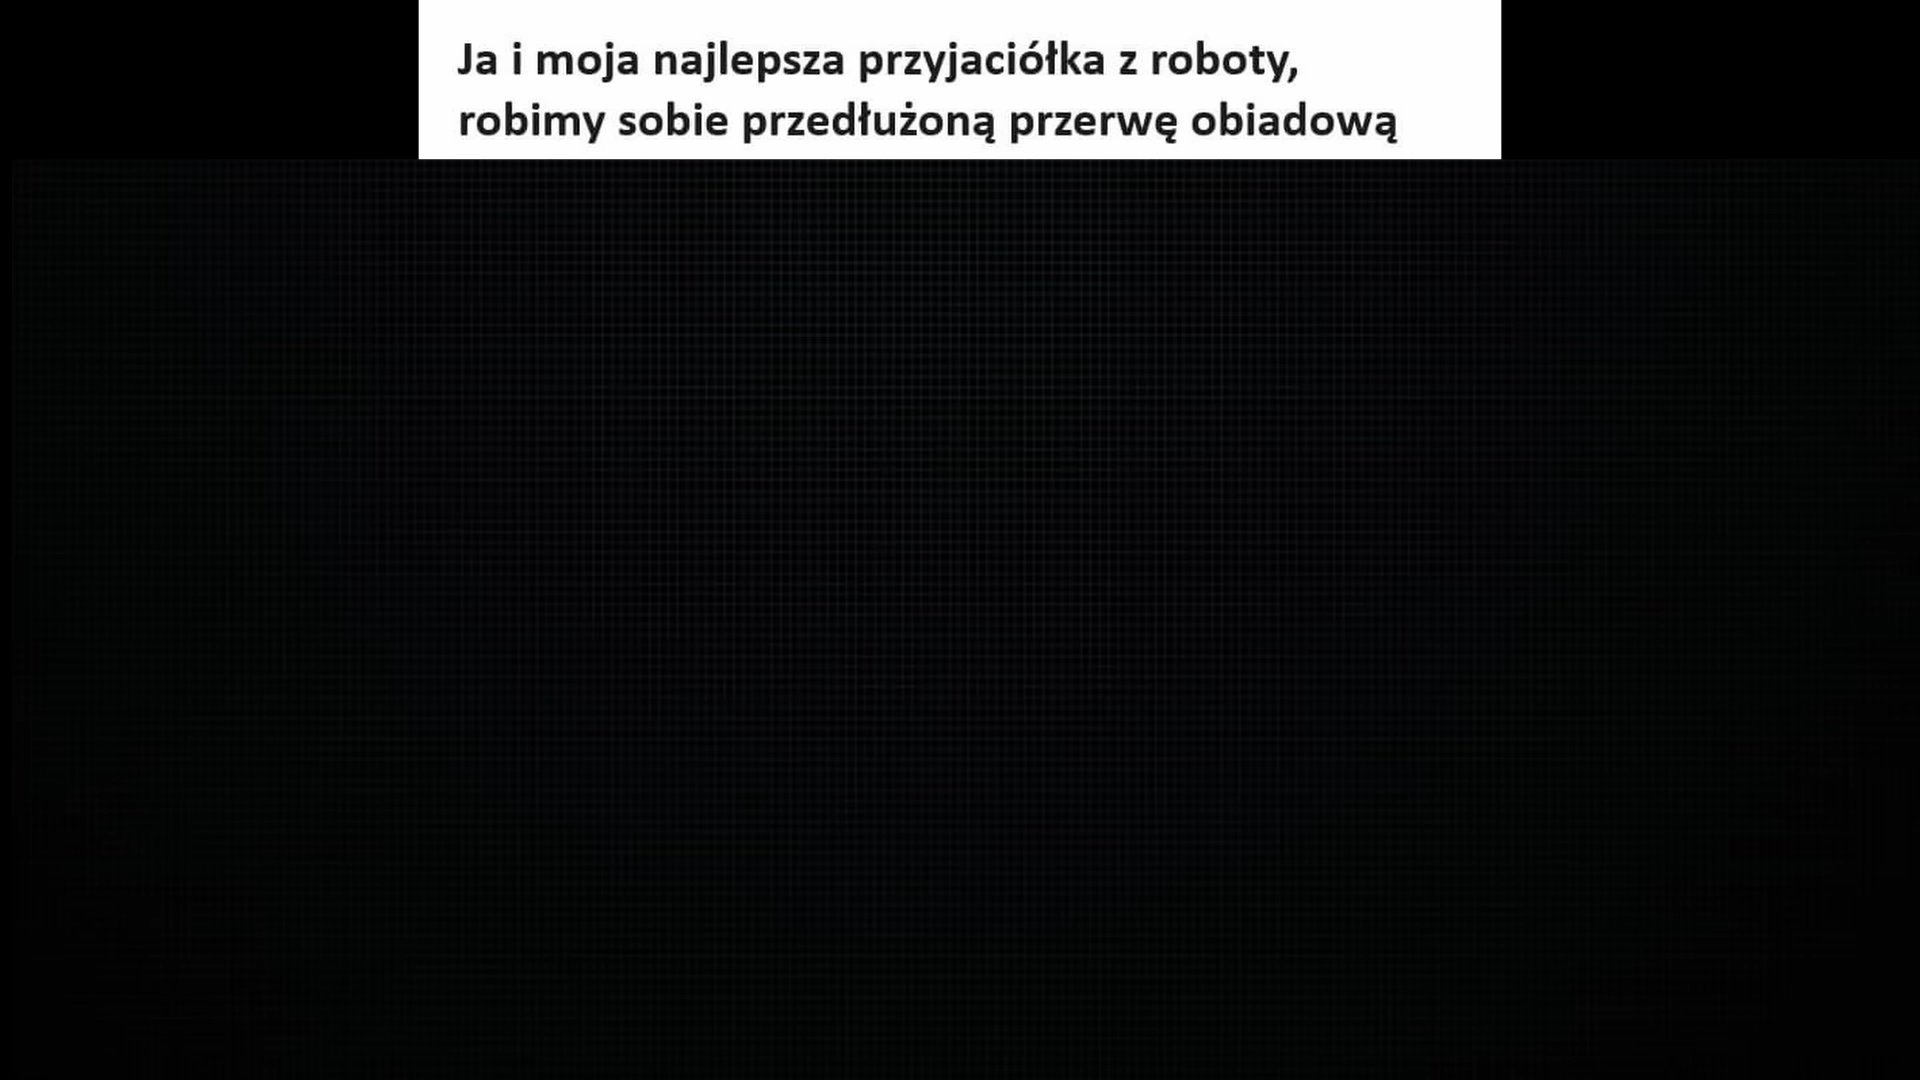 Ja i moja najlepsza przyjaciółka z roboty,
robimy sobie przedłużoną przerwę obiadową